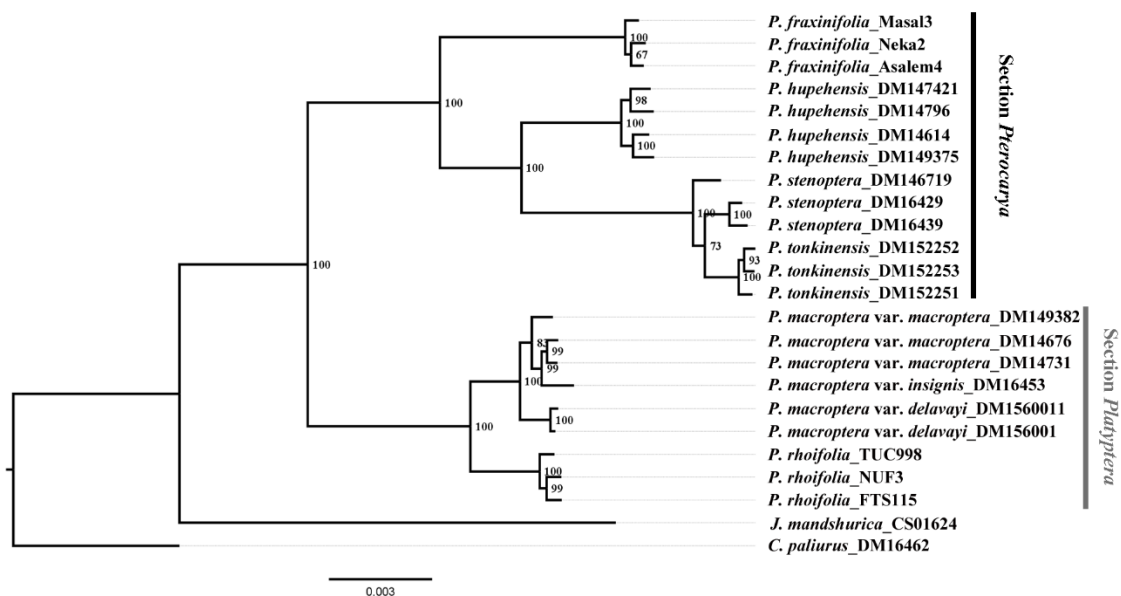 P. fraxinifolia_Masal3
100
P. fraxinifolia_Neka2
67
P. fraxinifolia_Asalem4
P. hupehensis_DM147421
98
100
P. hupehensis_DM14796
100
P. hupehensis_DM14614
100
P. hupehensis_DM149375
100
P. stenoptera_DM146719
P. stenoptera_DM16429
100
100
P. stenoptera_DM16439
73
P. tonkinensis_DM152252
93
P. tonkinensis_DM152253
100
100
P. tonkinensis_DM152251
Section Pterocarya
P. macroptera var. macroptera_DM149382
83
P. macroptera var. macroptera_DM14676
99
P. macroptera var. macroptera_DM14731
99
100
P. macroptera var. insignis_DM16453
P. macroptera var. delavayi_DM1560011
100
100
P. macroptera var. delavayi_DM156001
P. rhoifolia_TUC998
100
P. rhoifolia_NUF3
99
P. rhoifolia_FTS115
Section Platyptera
J. mandshurica_CS01624
C. paliurus_DM16462
0.003